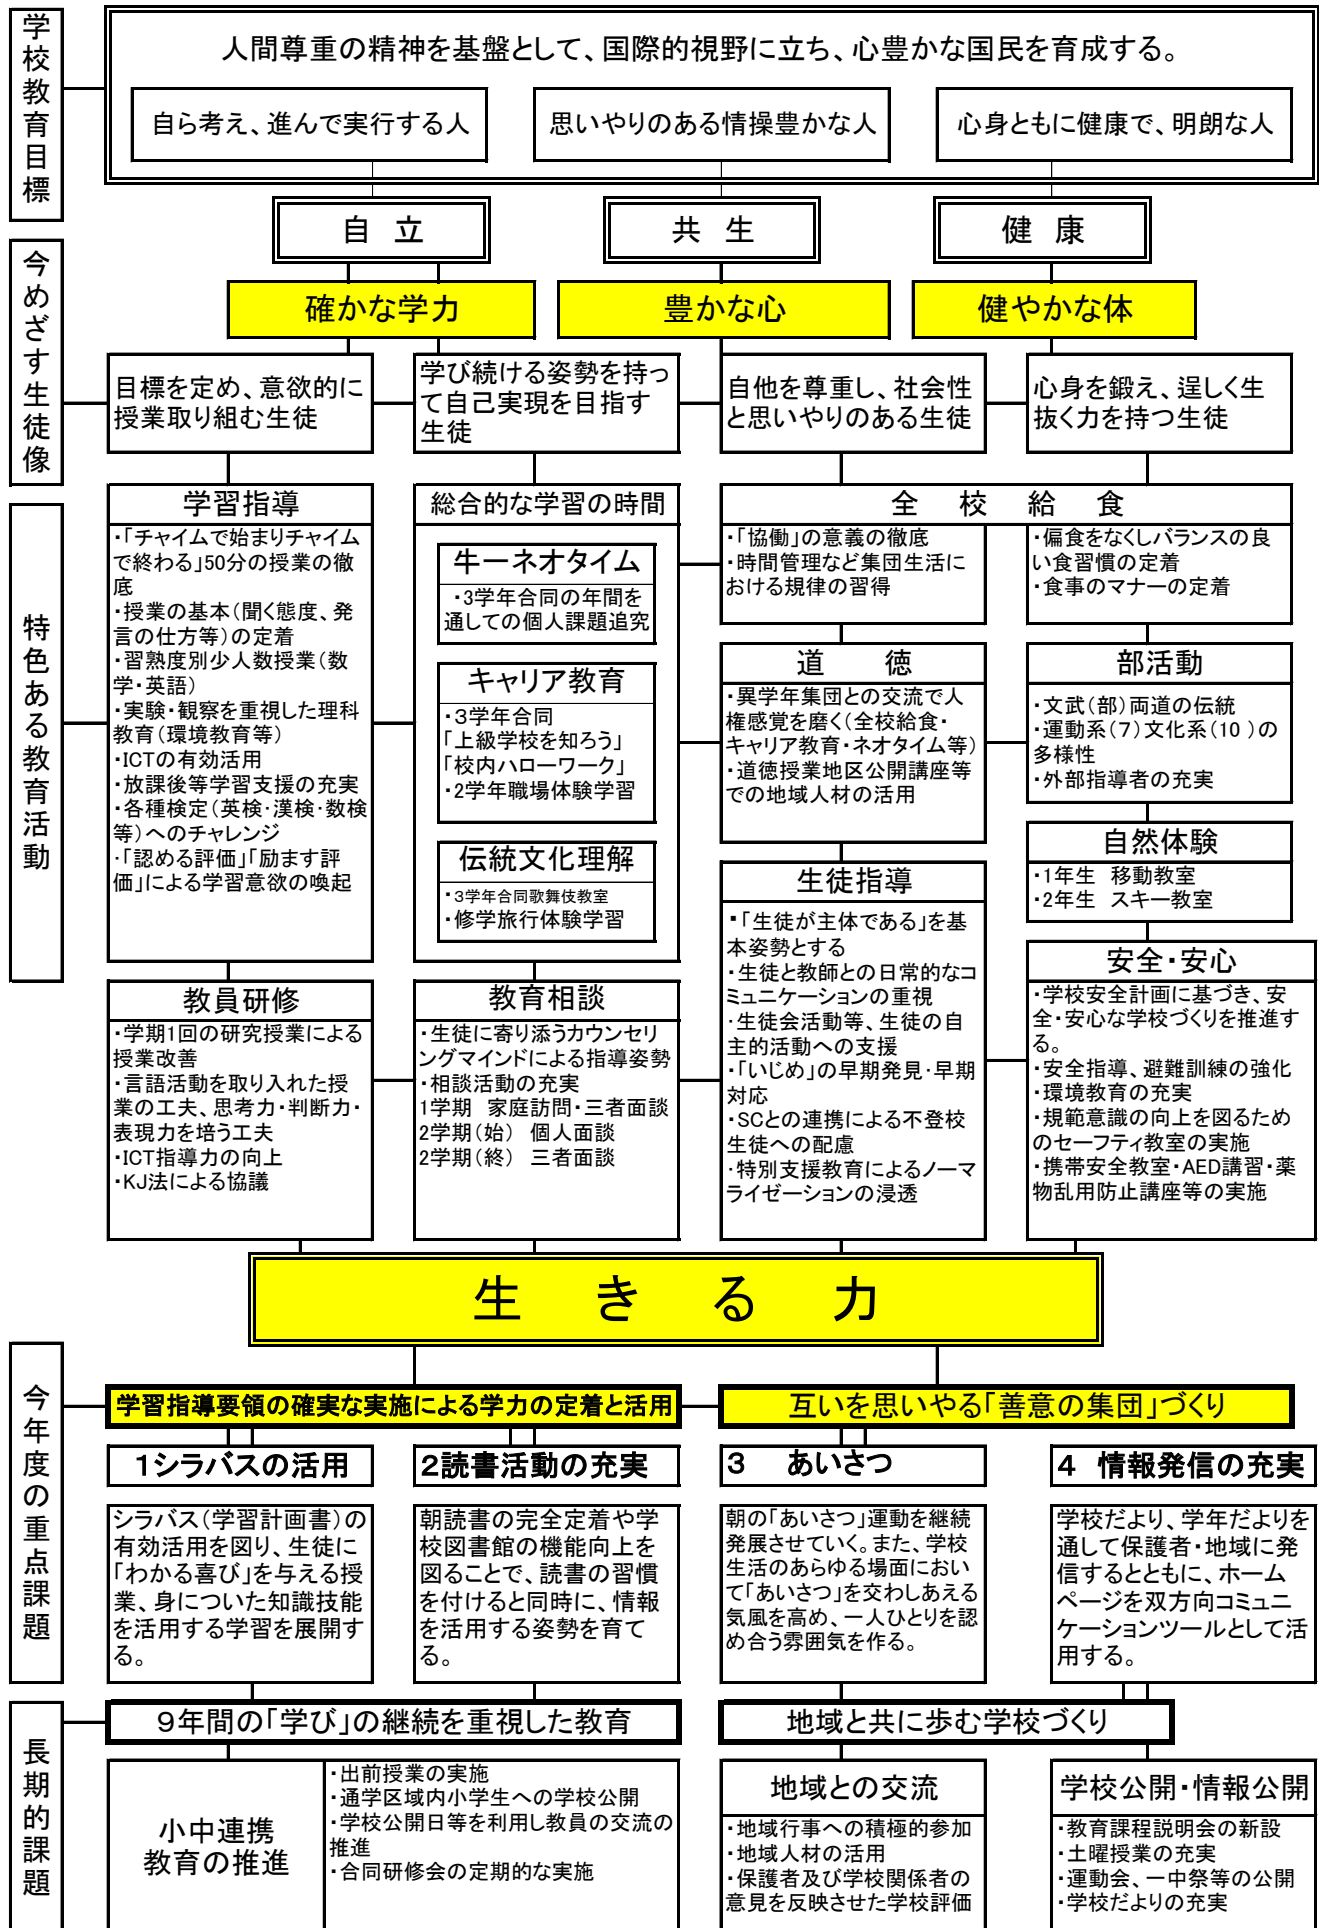 学校教育目標
人間尊重の精神を基盤として、国際的視野に立ち、心豊かな国民を育成する。
自ら考え、進んで実行する人
思いやりのある情操豊かな人
心身ともに健康で、明朗な人
自 立
共 生
健 康
今めざす生徒像
確かな学力
豊かな心
健やかな体
目標を定め、意欲的に
授業取り組む生徒
学び続ける姿勢を持っ
て自己実現を目指す
生徒
自他を尊重し、社会性
と思いやりのある生徒
心身を鍛え、逞しく生
抜く力を持つ生徒
特色ある教育活動
学習指導
・「チャイムで始まりチャイム
で終わる」50分の授業の徹
底
・授業の基本(聞く態度、発
言の仕方等)の定着
・習熟度別少人数授業(数
学・英語)
・実験・観察を重視した理科
教育(環境教育等)
・ICTの有効活用
・放課後等学習支援の充実
・各種検定(英検・漢検・数検
等)へのチャレンジ
・「認める評価」「励ます評
価」による学習意欲の喚起
総合的な学習の時間
牛一ネオタイム
・3学年合同の年間を
通しての個人課題追究
キャリア教育
・3学年合同
「上級学校を知ろう」
「校内ハローワーク」
・2学年職場体験学習
伝統文化理解
・3学年合同歌舞伎教室
・修学旅行体験学習
全 校 給 食
・「協働」の意義の徹底
・時間管理など集団生活に
おける規律の習得
・偏食をなくしバランスの良
い食習慣の定着
・食事のマナーの定着
道 徳
・異学年集団との交流で人
権感覚を磨く(全校給食・
キャリア教育・ネオタイム等)
・道徳授業地区公開講座等
での地域人材の活用
部活動
・文武(部)両道の伝統
・運動系(7)文化系(10 )の
多様性
・外部指導者の充実
自然体験
・1年生 移動教室
・2年生 スキー教室
生徒指導
・「生徒が主体である」を基
本姿勢とする
・生徒と教師との日常的なコ
ミュニケーションの重視
・生徒会活動等、生徒の自
主的活動への支援
・「いじめ」の早期発見・早期
対応
・SCとの連携による不登校
生徒への配慮
・特別支援教育によるノーマ
ライゼーションの浸透
安全・安心
・学校安全計画に基づき、安
全・安心な学校づくりを推進す
る。
・安全指導、避難訓練の強化
・環境教育の充実
・規範意識の向上を図るため
のセーフティ教室の実施
・携帯安全教室・AED講習・薬
物乱用防止講座等の実施
教員研修
・学期1回の研究授業による
授業改善
・言語活動を取り入れた授
業の工夫、思考力・判断力・
表現力を培う工夫
・ICT指導力の向上
・KJ法による協議
教育相談
・生徒に寄り添うカウンセリ
ングマインドによる指導姿勢
・相談活動の充実
1学期 家庭訪問・三者面談
2学期(始) 個人面談
2学期(終) 三者面談
生 き る 力
今年度の重点課題
学習指導要領の確実な実施による学力の定着と活用
互いを思いやる「善意の集団」づくり
1シラバスの活用
2読書活動の充実
3 あいさつ
4 情報発信の充実
シラバス(学習計画書)の
有効活用を図り、生徒に
「わかる喜び」を与える授
業、身についた知識技能
を活用する学習を展開す
る。
朝読書の完全定着や学
校図書館の機能向上を
図ることで、読書の習慣
を付けると同時に、情報
を活用する姿勢を育て
る。
朝の「あいさつ」運動を継続
発展させていく。また、学校
生活のあらゆる場面におい
て「あいさつ」を交わしあえる
気風を高め、一人ひとりを認
め合う雰囲気を作る。
学校だより、学年だよりを
通して保護者・地域に発
信するとともに、ホーム
ページを双方向コミュニ
ケーションツールとして活
用する。
長期的課題
9年間の「学び」の継続を重視した教育
地域と共に歩む学校づくり
小中連携
教育の推進
・出前授業の実施
・通学区域内小学生への学校公開
・学校公開日等を利用し教員の交流の
推進
・合同研修会の定期的な実施
地域との交流
・地域行事への積極的参加
・地域人材の活用
・保護者及び学校関係者の
意見を反映させた学校評価
学校公開・情報公開
・教育課程説明会の新設
・土曜授業の充実
・運動会、一中祭等の公開
・学校だよりの充実